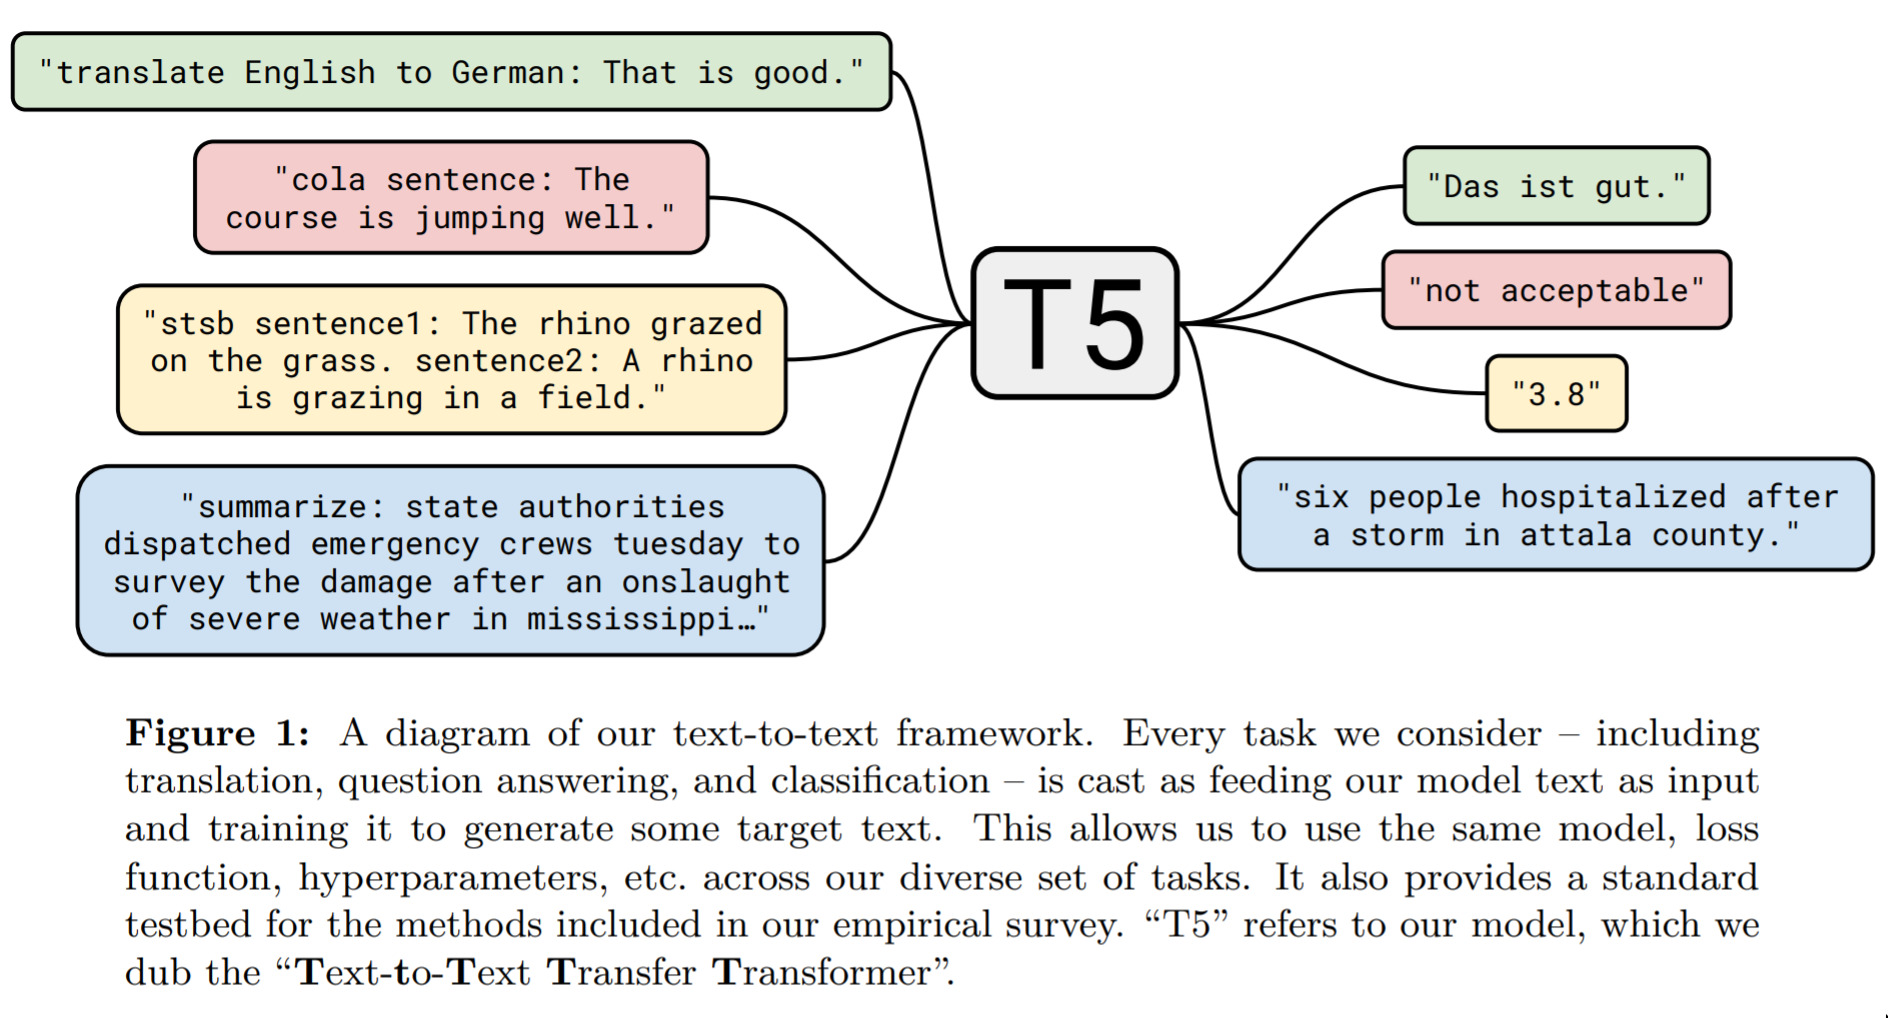 "translate English to German: That is good."
"cola sentence: The
course is jumping well."
"stsb sentence1: The rhino grazed
on the grass. sentence2: A rhino
is grazing in a field."
"summarize: state authorities
dispatched emergency crews tuesday to
survey the damage after an onslaught
of severe weather in mississippi…"
T5
"Das ist gut."
"not acceptable"
"3.8"
"six people hospitalized after
a storm in attala county."
Figure 1: A diagram of our text-to-text framework. Every task we consider – including
translation, question answering, and classification – is cast as feeding our model text as input
and training it to generate some target text. This allows us to use the same model, loss
function, hyperparameters, etc. across our diverse set of tasks. It also provides a standard
testbed for the methods included in our empirical survey. “T5” refers to our model, which we
dub the “Text-to-Text Transfer Transformer”.